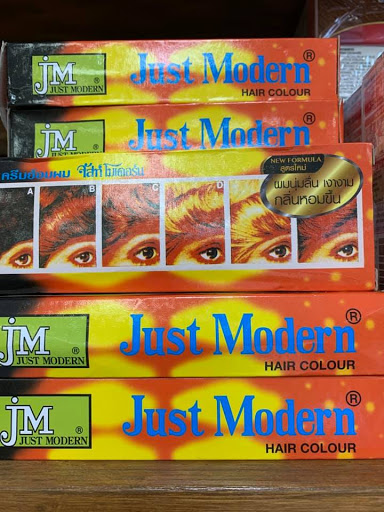 jM
®
JUST MODERN
Just Modern®
HAIR COLOUR
jM
®
JUST MODERN
Just Modern
ครีมย้อมผม จัสท์ โมเดอร์น
NEW FORMULA
สูตรใหม่
ผมนุ่มลื่น เงางาม
กลิ่นหอมขึ้น
A B C D
jM
®
JUST MODERN
Just Modern®
HAIR COLOUR
jM
®
JUST MODERN
Just Modern®
HAIR COLOUR